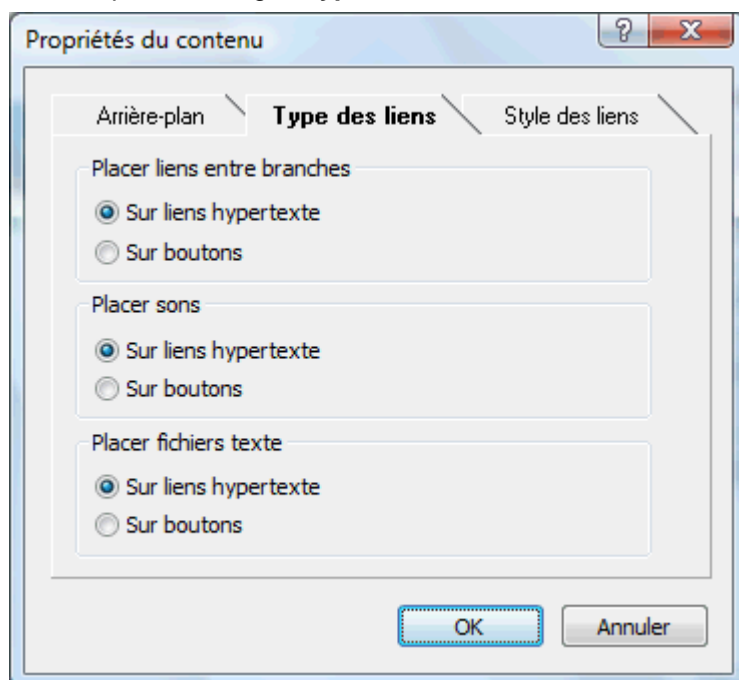 Propriétés du contenu
?
X
Arrière-plan
Type des liens
Style des liens
Placer liens entre branches
Sur liens hypertexte
Sur boutons
Placer sons
Sur liens hypertexte
Sur boutons
Placer fichiers texte
Sur liens hypertexte
Sur boutons
OK
Annuler